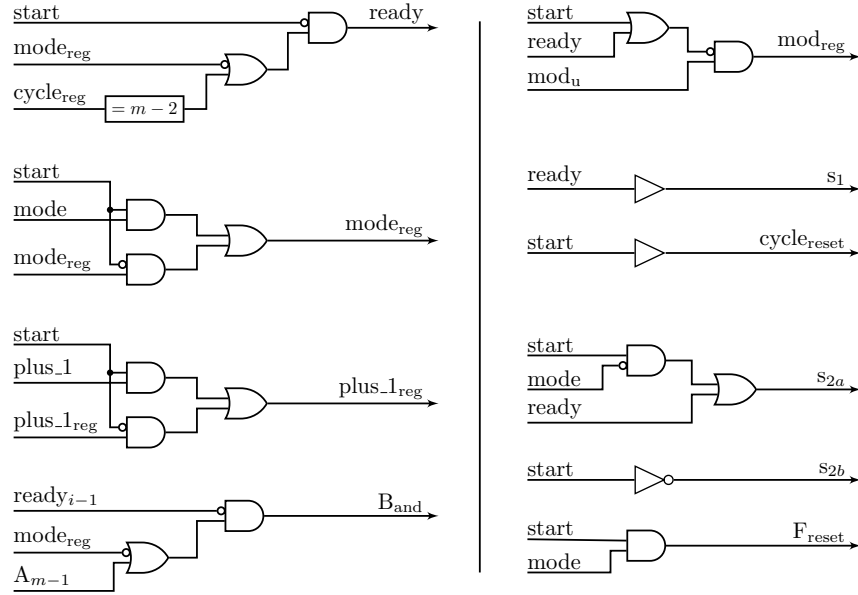 start
ready
mode_reg
cycle_reg
= m − 2
start
mode
mode_reg
mode_reg
start
plus_1
plus_1_reg
plus_1_reg
ready_{i−1}
B_and
mode_reg
A_{m−1}
start
ready
mod_reg
mod_u
ready
s_1
start
cycle_reset
start
mode
s_{2a}
ready
start
s_{2b}
start
F_reset
mode